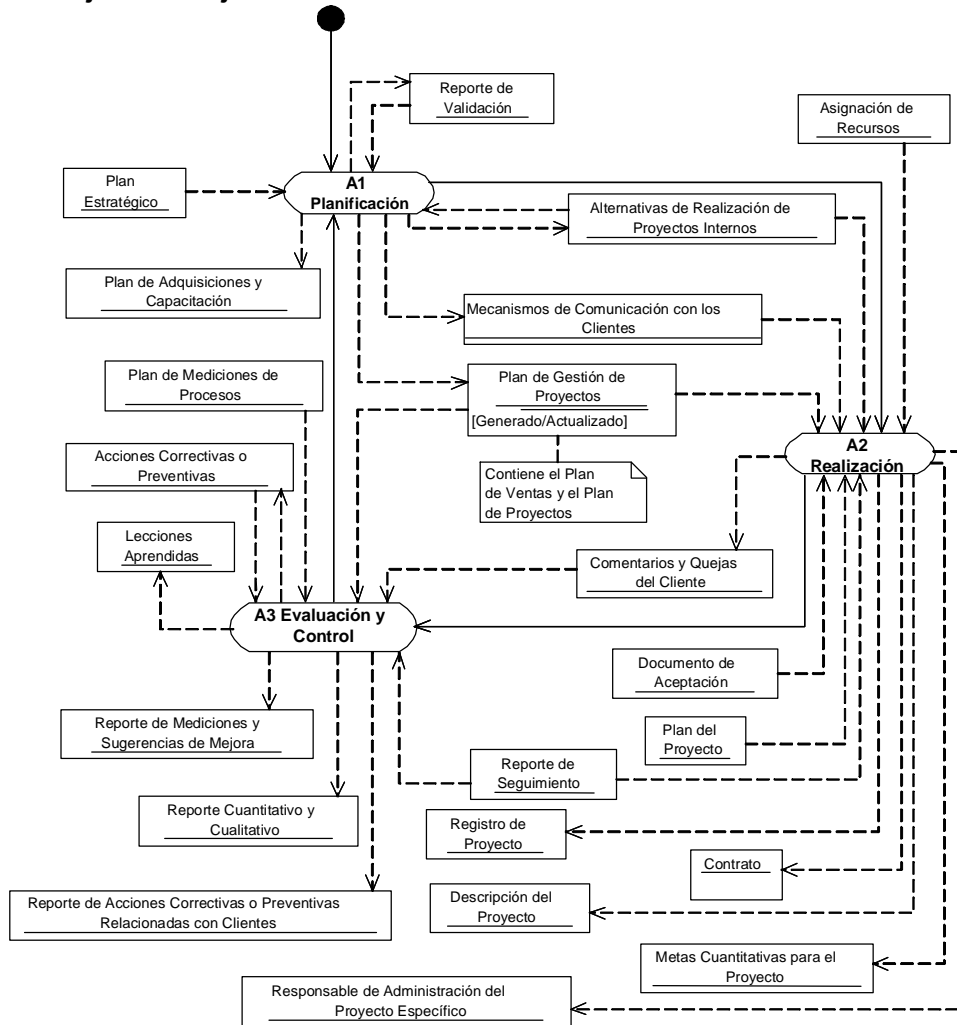 Reporte de
Validación
Asignación de
Recursos
Plan
Estratégico
A1
Planificación
Alternativas de Realización de
Proyectos Internos
Plan de Adquisiciones y
Capacitación
Mecanismos de Comunicación con los
Clientes
Plan de Mediciones de
Procesos
Plan de Gestión de
Proyectos
[Generado/Actualizado]
Acciones Correctivas o
Preventivas
A2
Realización
Contiene el Plan
de Ventas y el Plan
de Proyectos
Lecciones
Aprendidas
Comentarios y Quejas
del Cliente
A3 Evaluación y
Control
Documento de
Aceptación
Reporte de Mediciones y
Sugerencias de Mejora
Plan del
Proyecto
Reporte de
Seguimiento
Reporte Cuantitativo y
Cualitativo
Registro de
Proyecto
Contrato
Reporte de Acciones Correctivas o Preventivas
Relacionadas con Clientes
Descripción del
Proyecto
Metas Cuantitativas para el
Proyecto
Responsable de Administración del
Proyecto Específico